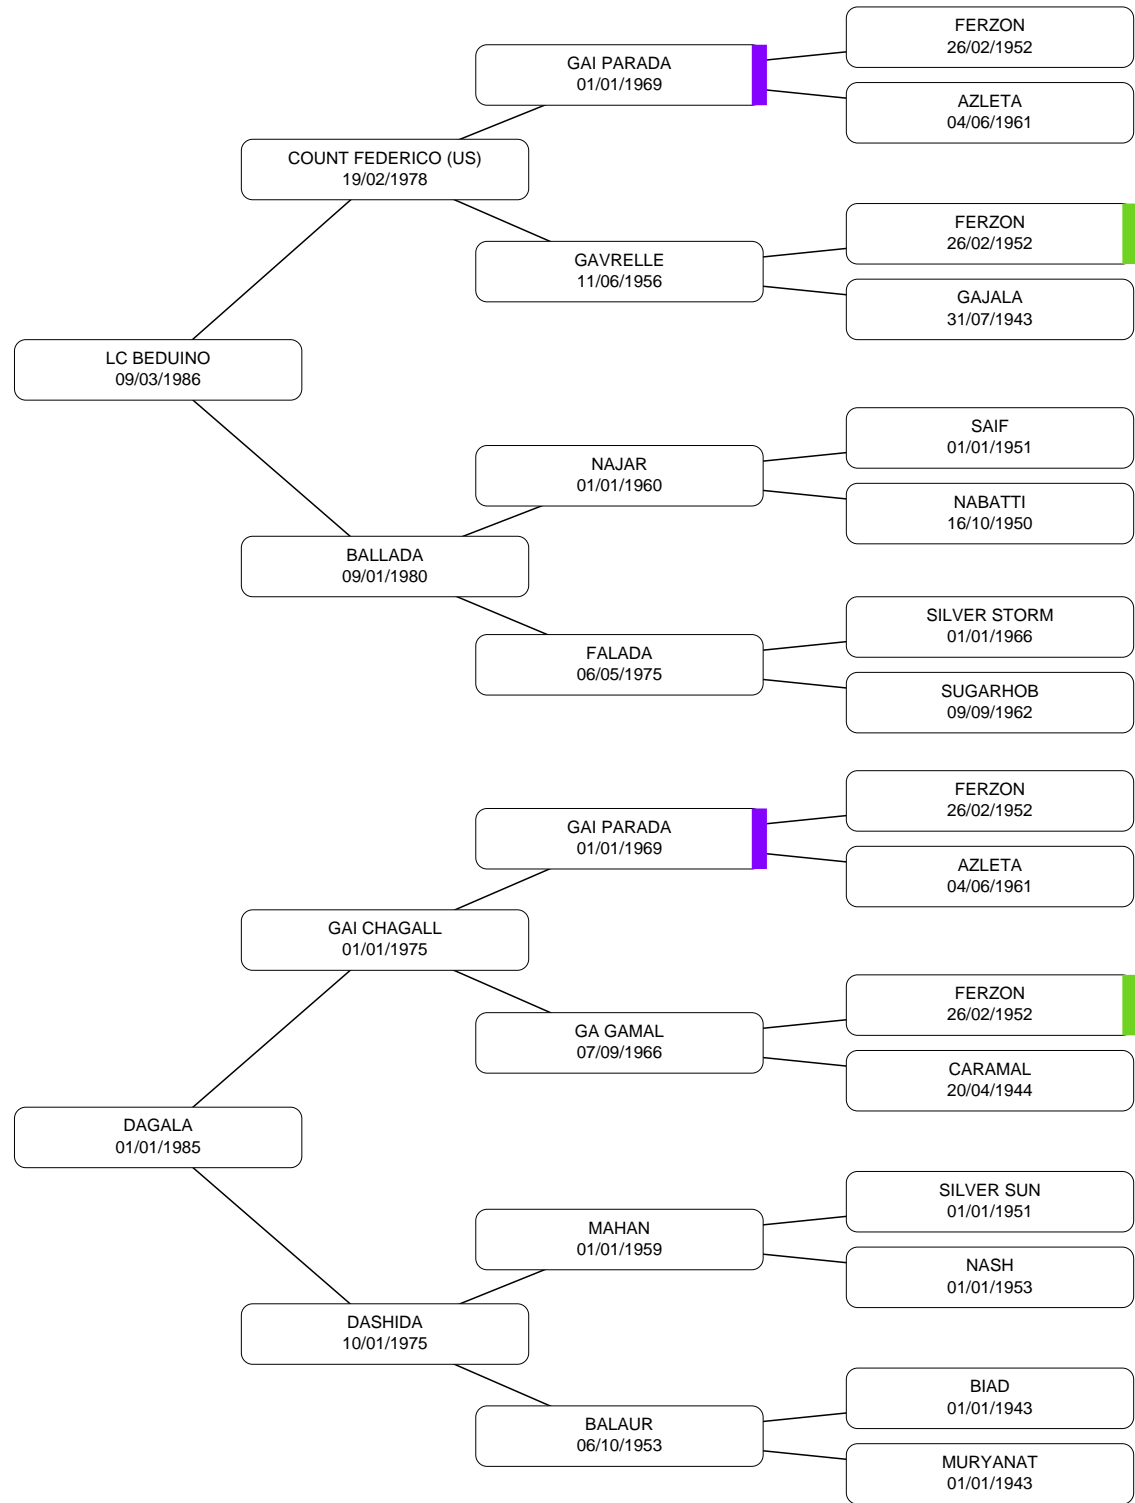 FERZON
26/02/1952
GAI PARADA
01/01/1969
AZLETA
04/06/1961
COUNT FEDERICO (US)
19/02/1978
FERZON
26/02/1952
GAVRELLE
11/06/1956
GAJALA
31/07/1943
LC BEDUINO
09/03/1986
SAIF
01/01/1951
NAJAR
01/01/1960
NABATTI
16/10/1950
BALLADA
09/01/1980
SILVER STORM
01/01/1966
FALADA
06/05/1975
SUGARHOB
09/09/1962
FERZON
26/02/1952
GAI PARADA
01/01/1969
AZLETA
04/06/1961
GAI CHAGALL
01/01/1975
FERZON
26/02/1952
GA GAMAL
07/09/1966
CARAMAL
20/04/1944
DAGALA
01/01/1985
SILVER SUN
01/01/1951
MAHAN
01/01/1959
NASH
01/01/1953
DASHIDA
10/01/1975
BIAD
01/01/1943
BALAUR
06/10/1953
MURYANAT
01/01/1943